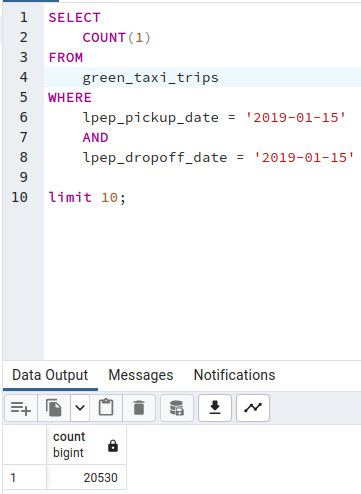 1 SELECT
2 COUNT(1)
3 FROM
4 green_taxi_trips
5 WHERE
6 lpep_pickup_date = '2019-01-15'
7 AND
8 lpep_dropoff_date = '2019-01-15'
9
10 limit 10;
Data Output Messages Notifications
count
bigint
1 20530